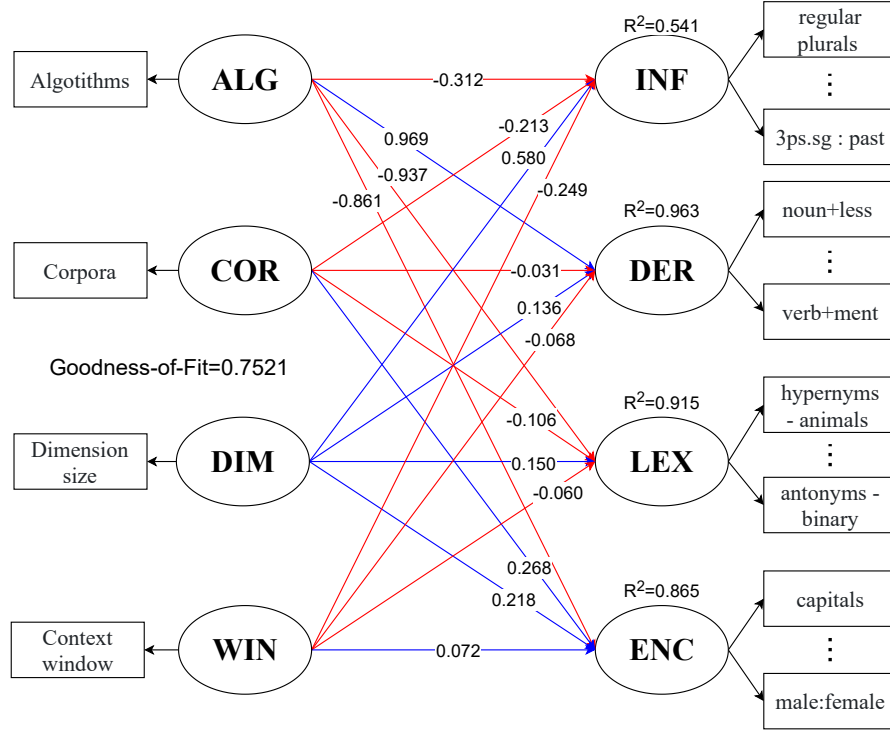 Algotithms
ALG
-0.312
R²=0.541
INF
regular
plurals
⋮
3ps.sg : past
0.969
-0.937
-0.861
-0.213
0.580
-0.249
Corpora
COR
-0.031
R²=0.963
DER
noun+less
⋮
verb+ment
0.136
-0.068
Goodness-of-Fit=0.7521
Dimension
size
DIM
-0.106
0.150
-0.060
R²=0.915
LEX
hypernyms
- animals
⋮
antonyms -
binary
0.268
0.218
Context
window
WIN
0.072
R²=0.865
ENC
capitals
⋮
male:female